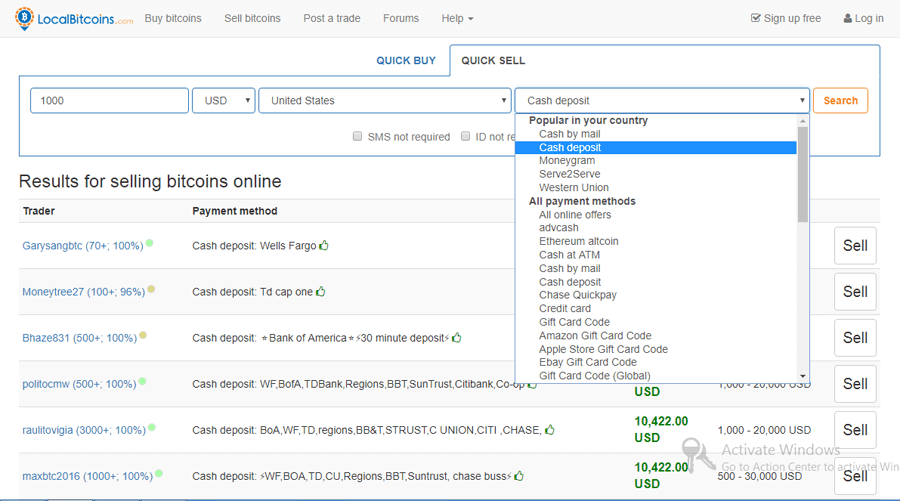 LocalBitcoins.com Buy bitcoins Sell bitcoins Post a trade Forums Help Sign up free Log in
QUICK BUY QUICK SELL
1000 USD United States Cash deposit Search
SMS not required ID not re
Popular in your country
Cash by mail
Cash deposit
Moneygram
Serve2Serve
Western Union
All payment methods
All online offers
advcash
Ethereum altcoin
Cash at ATM
Cash by mail
Cash deposit
Chase Quickpay
Credit card
Gift Card Code
Amazon Gift Card Code
Apple Store Gift Card Code
Ebay Gift Card Code
Gift Card Code (Global)
Results for selling bitcoins online
Trader Payment method
Garysangbtc (70+; 100%) Cash deposit: Wells Fargo Sell
Moneytree27 (100+; 96%) Cash deposit: Td cap one Sell
Bhaze831 (500+; 100%) Cash deposit: ⭐Bank of America⭐⚡30 minute deposit⚡ Sell
politocmw (500+; 100%) Cash deposit: WF,BofA,TDBank,Regions,BBT,SunTrust,Citibank,Co-op USD 1,000 - 20,000 USD Sell
raulitovigia (3000+; 100%) Cash deposit: BoA,WF,TD,regions,BB&T,STRUST,C UNION,CITI ,CHASE, 10,422.00 USD 1,000 - 20,000 USD Sell
maxbtc2016 (1000+; 100%) Cash deposit: ⚡WF,BOA,TD,CU,Regions,BBT,Suntrust, chase buss⚡ 10,422.00 USD 500 - 30,000 USD Sell
Activate Windows
Go to Action Center to activate Win